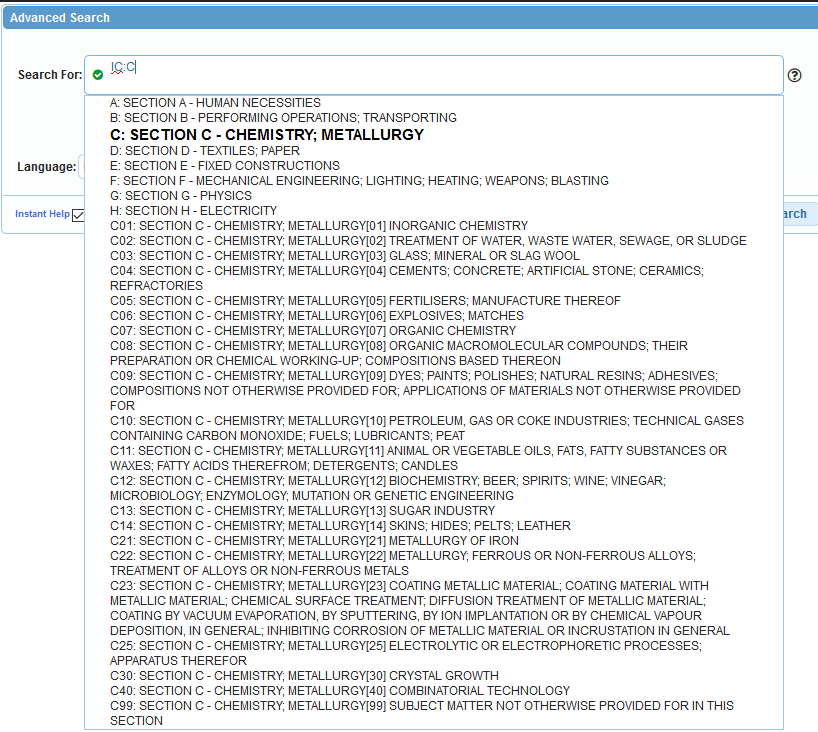 Advanced Search
Search For:
IC:C
A: SECTION A - HUMAN NECESSITIES
B: SECTION B - PERFORMING OPERATIONS; TRANSPORTING
C: SECTION C - CHEMISTRY; METALLURGY
D: SECTION D - TEXTILES; PAPER
Language:
E: SECTION E - FIXED CONSTRUCTIONS
F: SECTION F - MECHANICAL ENGINEERING; LIGHTING; HEATING; WEAPONS; BLASTING
G: SECTION G - PHYSICS
H: SECTION H - ELECTRICITY
Instant Help
arch
C01: SECTION C - CHEMISTRY; METALLURGY[01] INORGANIC CHEMISTRY
C02: SECTION C - CHEMISTRY; METALLURGY[02] TREATMENT OF WATER, WASTE WATER, SEWAGE, OR SLUDGE
C03: SECTION C - CHEMISTRY; METALLURGY[03] GLASS; MINERAL OR SLAG WOOL
C04: SECTION C - CHEMISTRY; METALLURGY[04] CEMENTS; CONCRETE; ARTIFICIAL STONE; CERAMICS;
REFRACTORIES
C05: SECTION C - CHEMISTRY; METALLURGY[05] FERTILISERS; MANUFACTURE THEREOF
C06: SECTION C - CHEMISTRY; METALLURGY[06] EXPLOSIVES; MATCHES
C07: SECTION C - CHEMISTRY; METALLURGY[07] ORGANIC CHEMISTRY
C08: SECTION C - CHEMISTRY; METALLURGY[08] ORGANIC MACROMOLECULAR COMPOUNDS; THEIR
PREPARATION OR CHEMICAL WORKING-UP; COMPOSITIONS BASED THEREON
C09: SECTION C - CHEMISTRY; METALLURGY[09] DYES; PAINTS; POLISHES; NATURAL RESINS; ADHESIVES;
COMPOSITIONS NOT OTHERWISE PROVIDED FOR; APPLICATIONS OF MATERIALS NOT OTHERWISE PROVIDED
FOR
C10: SECTION C - CHEMISTRY; METALLURGY[10] PETROLEUM, GAS OR COKE INDUSTRIES; TECHNICAL GASES
CONTAINING CARBON MONOXIDE; FUELS; LUBRICANTS; PEAT
C11: SECTION C - CHEMISTRY; METALLURGY[11] ANIMAL OR VEGETABLE OILS, FATS, FATTY SUBSTANCES OR
WAXES; FATTY ACIDS THEREFROM; DETERGENTS; CANDLES
C12: SECTION C - CHEMISTRY; METALLURGY[12] BIOCHEMISTRY; BEER; SPIRITS; WINE; VINEGAR;
MICROBIOLOGY; ENZYMOLOGY; MUTATION OR GENETIC ENGINEERING
C13: SECTION C - CHEMISTRY; METALLURGY[13] SUGAR INDUSTRY
C14: SECTION C - CHEMISTRY; METALLURGY[14] SKINS; HIDES; PELTS; LEATHER
C21: SECTION C - CHEMISTRY; METALLURGY[21] METALLURGY OF IRON
C22: SECTION C - CHEMISTRY; METALLURGY[22] METALLURGY; FERROUS OR NON-FERROUS ALLOYS;
TREATMENT OF ALLOYS OR NON-FERROUS METALS
C23: SECTION C - CHEMISTRY; METALLURGY[23] COATING METALLIC MATERIAL; COATING MATERIAL WITH
METALLIC MATERIAL; CHEMICAL SURFACE TREATMENT; DIFFUSION TREATMENT OF METALLIC MATERIAL;
COATING BY VACUUM EVAPORATION, BY SPUTTERING, BY ION IMPLANTATION OR BY CHEMICAL VAPOUR
DEPOSITION, IN GENERAL; INHIBITING CORROSION OF METALLIC MATERIAL OR INCRUSTATION IN GENERAL
C25: SECTION C - CHEMISTRY; METALLURGY[25] ELECTROLYTIC OR ELECTROPHORETIC PROCESSES;
APPARATUS THEREFOR
C30: SECTION C - CHEMISTRY; METALLURGY[30] CRYSTAL GROWTH
C40: SECTION C - CHEMISTRY; METALLURGY[40] COMBINATORIAL TECHNOLOGY
C99: SECTION C - CHEMISTRY; METALLURGY[99] SUBJECT MATTER NOT OTHERWISE PROVIDED FOR IN THIS
SECTION